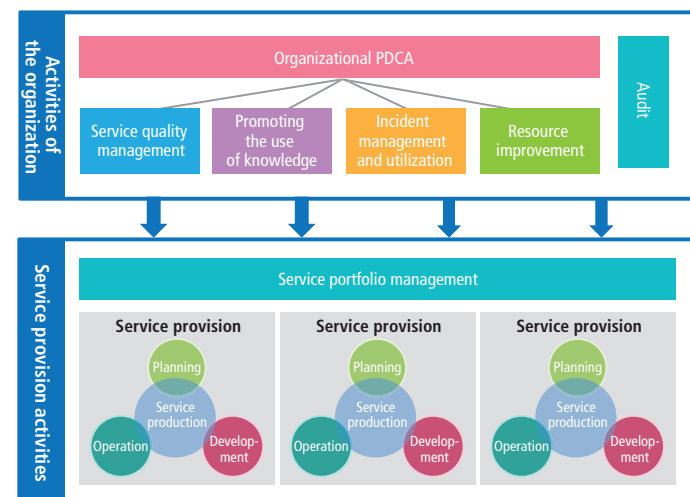 Activities of
the organization
Organizational PDCA
Service quality
management
Promoting
the use
of knowledge
Incident
management
and utilization
Resource
improvement
Audit
Service provision activities
Service portfolio management
Service provision
Planning
Service
production
Operation
Develop-
ment
Service provision
Planning
Service
production
Operation
Develop-
ment
Service provision
Planning
Service
production
Operation
Develop-
ment